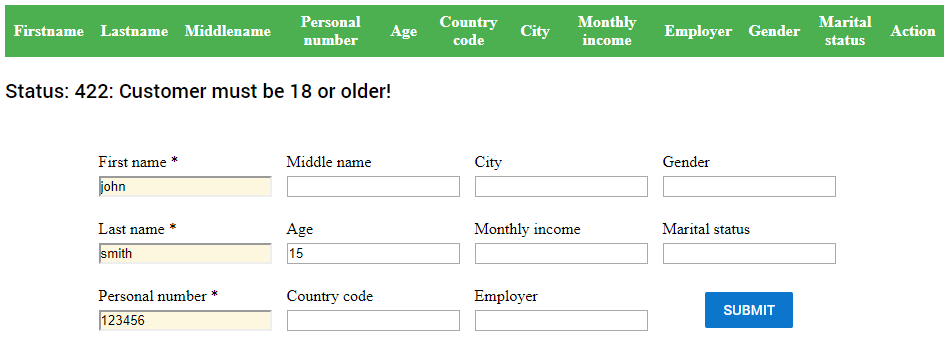 Firstname Lastname Middlename Personal number Age Country code City Monthly income Employer Gender Marital status Action
Status: 422: Customer must be 18 or older!
First name * Middle name City Gender
john
Last name * Age Monthly income Marital status
smith 15
Personal number * Country code Employer
123456 SUBMIT